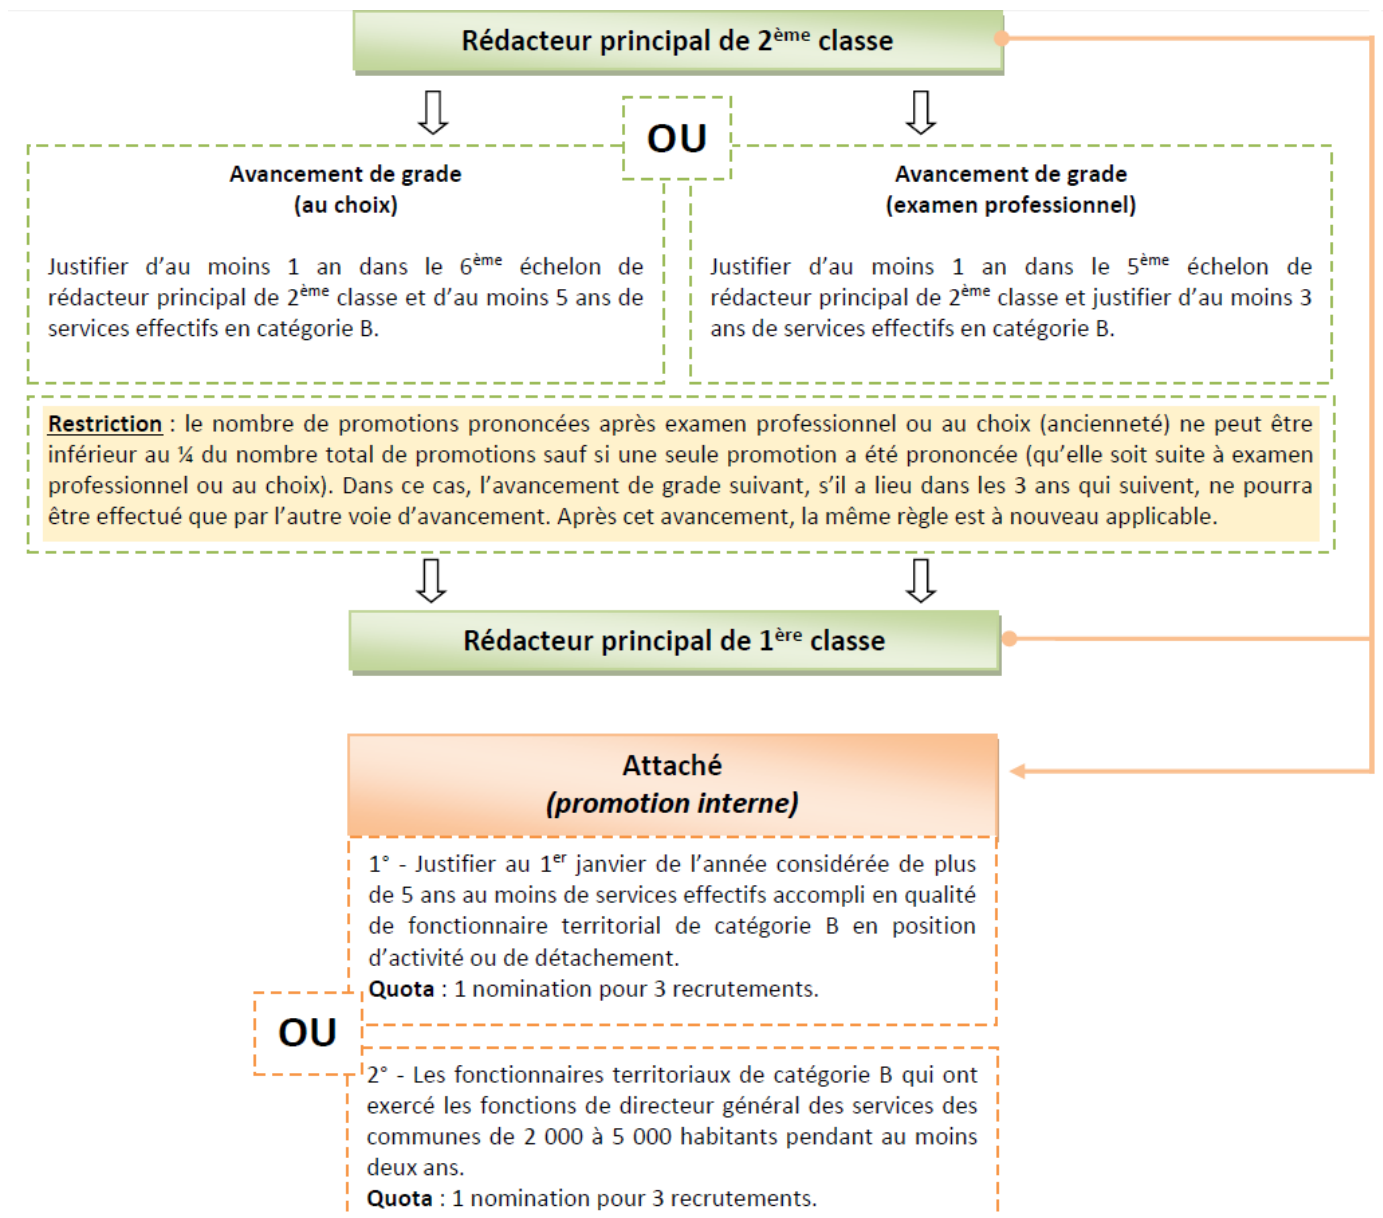 Rédacteur principal de 2ème classe
OU
Avancement de grade
(au choix)
Justifier d'au moins 1 an dans le 6ème échelon de
rédacteur principal de 2ème classe et d'au moins 5 ans de
services effectifs en catégorie B.
Avancement de grade
(examen professionnel)
Justifier d'au moins 1 an dans le 5ème échelon de
rédacteur principal de 2ème classe et justifier d'au moins 3
ans de services effectifs en catégorie B.
Restriction : le nombre de promotions prononcées après examen professionnel ou au choix (ancienneté) ne peut être
inférieur au ¼ du nombre total de promotions sauf si une seule promotion a été prononcée (qu'elle soit suite à examen
professionnel ou au choix). Dans ce cas, l'avancement de grade suivant, s'il a lieu dans les 3 ans qui suivent, ne pourra
être effectué que par l'autre voie d'avancement. Après cet avancement, la même règle est à nouveau applicable.
Rédacteur principal de 1ère classe
Attaché
(promotion interne)
1° - Justifier au 1er janvier de l'année considérée de plus
de 5 ans au moins de services effectifs accompli en qualité
de fonctionnaire territorial de catégorie B en position
d'activité ou de détachement.
Quota : 1 nomination pour 3 recrutements.
OU
2° - Les fonctionnaires territoriaux de catégorie B qui ont
exercé les fonctions de directeur général des services des
communes de 2 000 à 5 000 habitants pendant au moins
deux ans.
Quota : 1 nomination pour 3 recrutements.